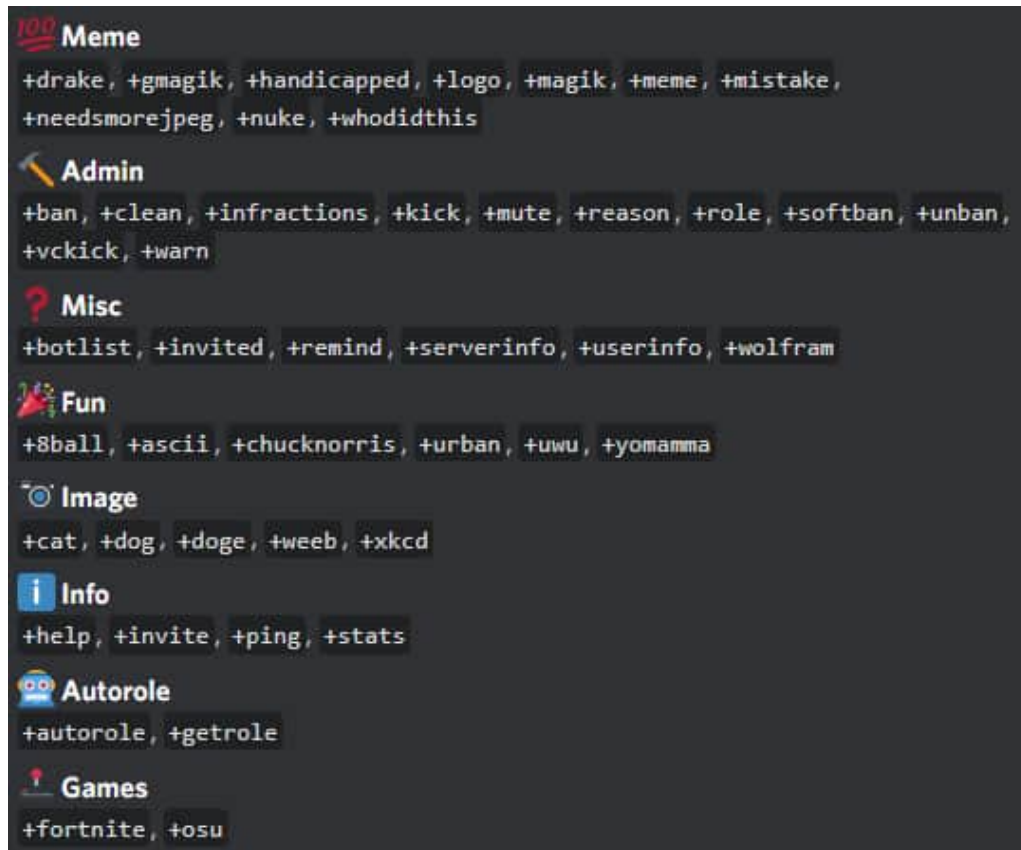 Meme
+drake, +gmagik, +handicapped, +logo, +magik, +meme, +mistake,
+needsmorejpeg, +nuke, +whodidthis
Admin
+ban, +clean, +infractions, +kick, +mute, +reason, +role, +softban, +unban,
+vckick, +warn
Misc
+botlist, +invited, +remind, +serverinfo, +userinfo, +wolfram
Fun
+8ball, +ascii, +chucknorris, +urban, +uwu, +yomamma
Image
+cat, +dog, +doge, +weeb, +xkcd
Info
+help, +invite, +ping, +stats
Autorole
+autorole, +getrole
Games
+fortnite, +osu